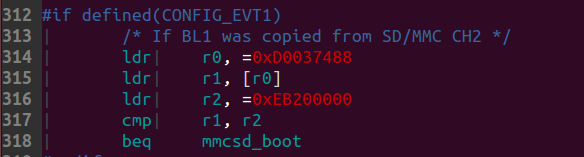 312 #if defined(CONFIG_EVT1)
313 | /* If BL1 was copied from SD/MMC CH2 */
314 | ldr| r0, =0xD0037488
315 | ldr| r1, [r0]
316 | ldr| r2, =0xEB200000
317 | cmp| r1, r2
318 | beq mmcsd_boot